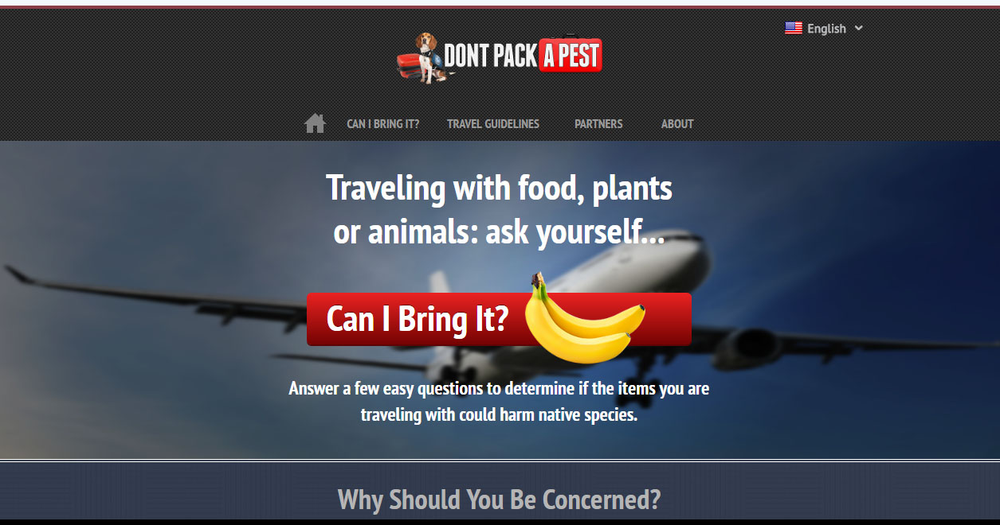 English
DONT PACK A PEST
CAN I BRING IT? TRAVEL GUIDELINES PARTNERS ABOUT
Traveling with food, plants
or animals: ask yourself...
Can I Bring It?
Answer a few easy questions to determine if the items you are
traveling with could harm native species.
Why Should You Be Concerned?